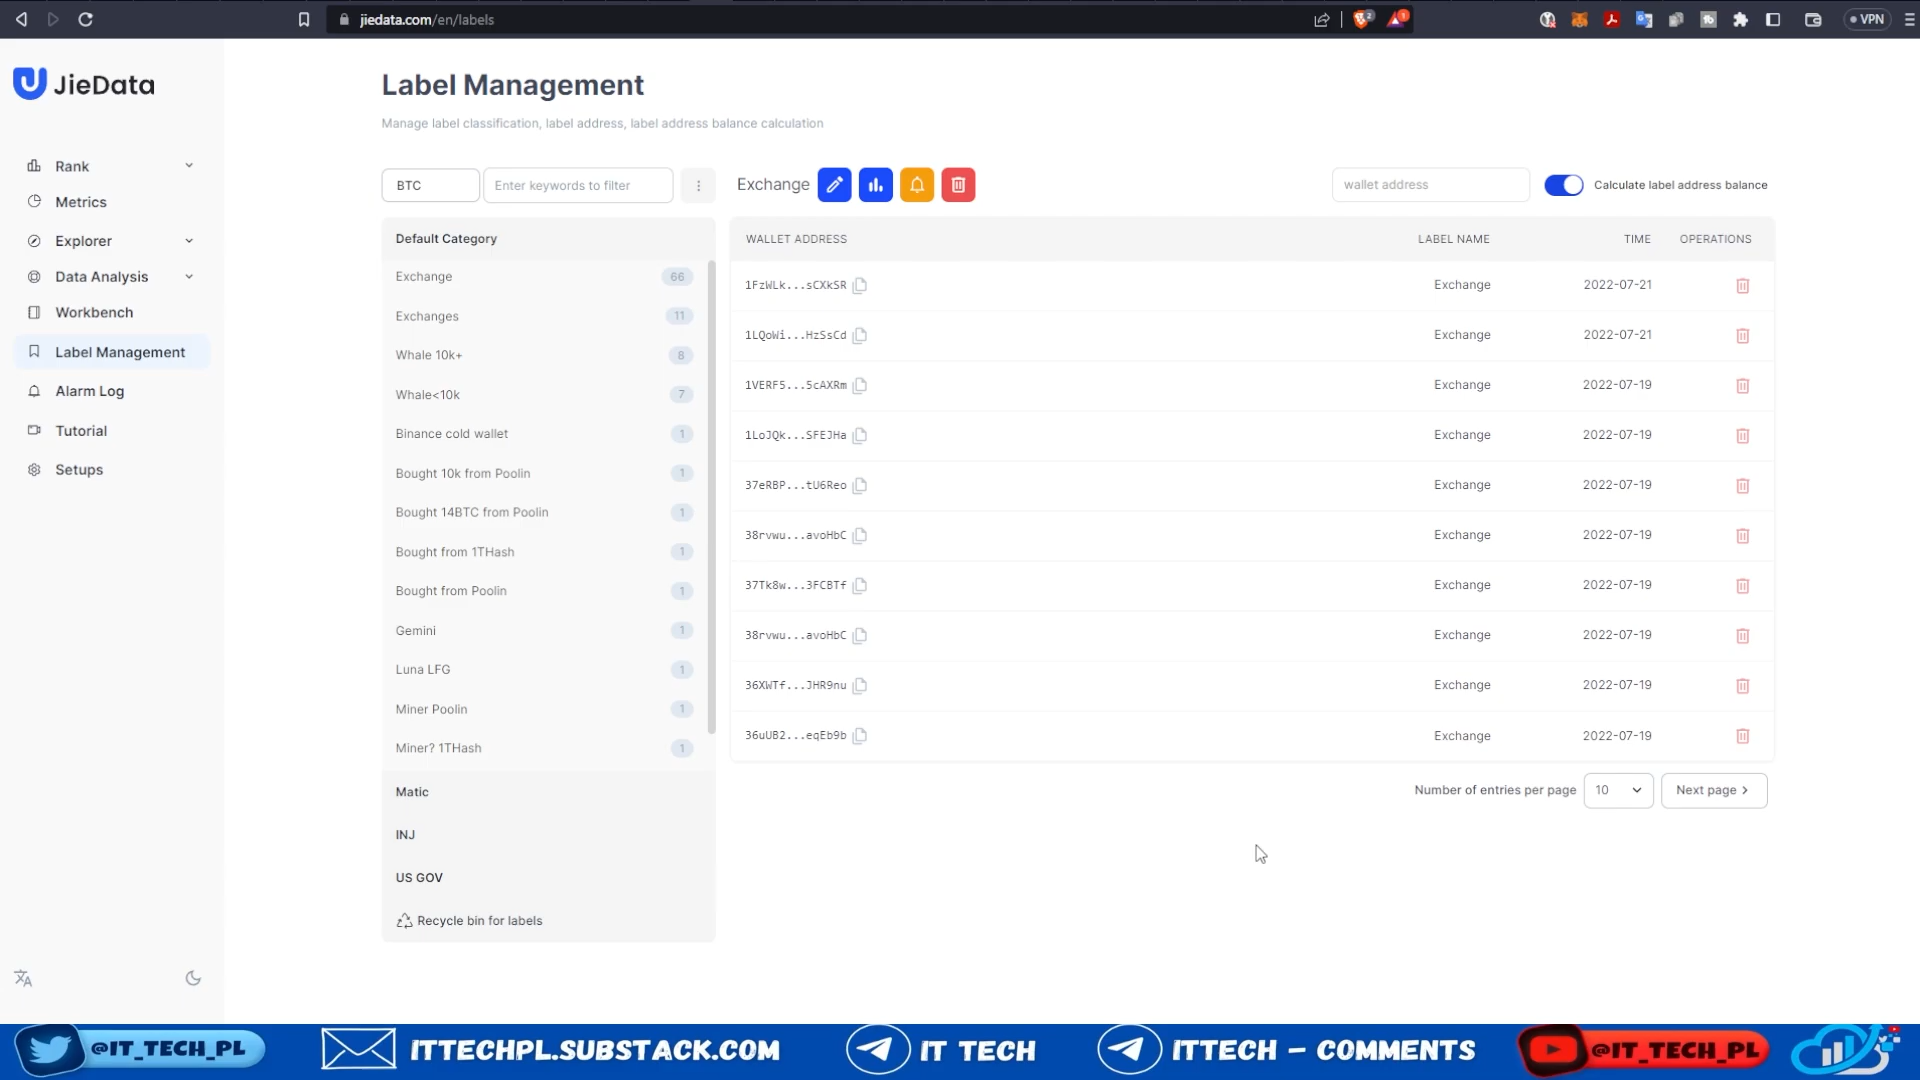 jiedata.com/en/labels
2
1
VPN
JieData
Label Management
Manage label classification, label address, label address balance calculation
Rank
Metrics
Explorer
Data Analysis
Workbench
Label Management
Alarm Log
Tutorial
Setups
BTC
Enter keywords to filter
Exchange
wallet address
Calculate label address balance
Default Category
Exchange 66
Exchanges 11
Whale 10k+ 8
Whale<10k 7
Binance cold wallet 1
Bought 10k from Poolin 1
Bought 14BTC from Poolin 1
Bought from 1THash 1
Bought from Poolin 1
Gemini 1
Luna LFG 1
Miner Poolin 1
Miner? 1THash 1
Matic
INJ
US GOV
Recycle bin for labels
WALLET ADDRESS LABEL NAME TIME OPERATIONS
1FzWLk...sCXkSR Exchange 2022-07-21
1LQoWi...HzSsCd Exchange 2022-07-21
1VERF5...5cAXRm Exchange 2022-07-19
1LoJQk...SFEJHa Exchange 2022-07-19
37eRBP...tU6Reo Exchange 2022-07-19
38rvwu...avoHbC Exchange 2022-07-19
37Tk8w...3FCBTf Exchange 2022-07-19
38rvwu...avoHbC Exchange 2022-07-19
36XWTf...JHR9nu Exchange 2022-07-19
36uUB2...eqEb9b Exchange 2022-07-19
Number of entries per page 10 Next page
@IT_TECH_PL
ITTECHPL.SUBSTACK.COM
IT TECH
ITTECH - COMMENTS
@IT_TECH_PL